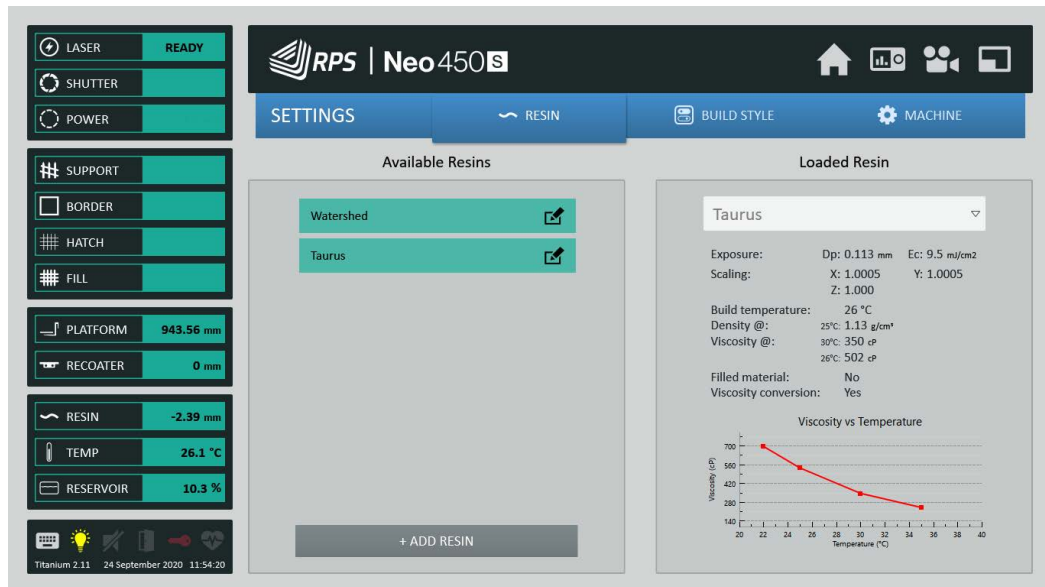 LASER READY
SHUTTER
POWER
SUPPORT
BORDER
HATCH
FILL
PLATFORM 943.56 mm
RECOATER 0 mm
RESIN -2.39 mm
TEMP 26.1 °C
RESERVOIR 10.3 %
Titanium 2.11 24 September 2020 11:54:20
RPS | Neo450S
SETTINGS RESIN BUILD STYLE MACHINE
Available Resins
Watershed
Taurus
+ ADD RESIN
Loaded Resin
Taurus
Exposure: Dp: 0.113 mm Ec: 9.5 mJ/cm2
Scaling: X: 1.0005 Y: 1.0005
Z: 1.000
Build temperature: 26 °C
Density @: 25°C: 1.13 g/cm³
Viscosity @: 30°C: 350 cP
26°C: 502 cP
Filled material: No
Viscosity conversion: Yes
Viscosity vs Temperature
Viscosity (cP)
700
560
420
280
140
20 22 24 26 28 30 32 34 36 38 40
Temperature (°C)